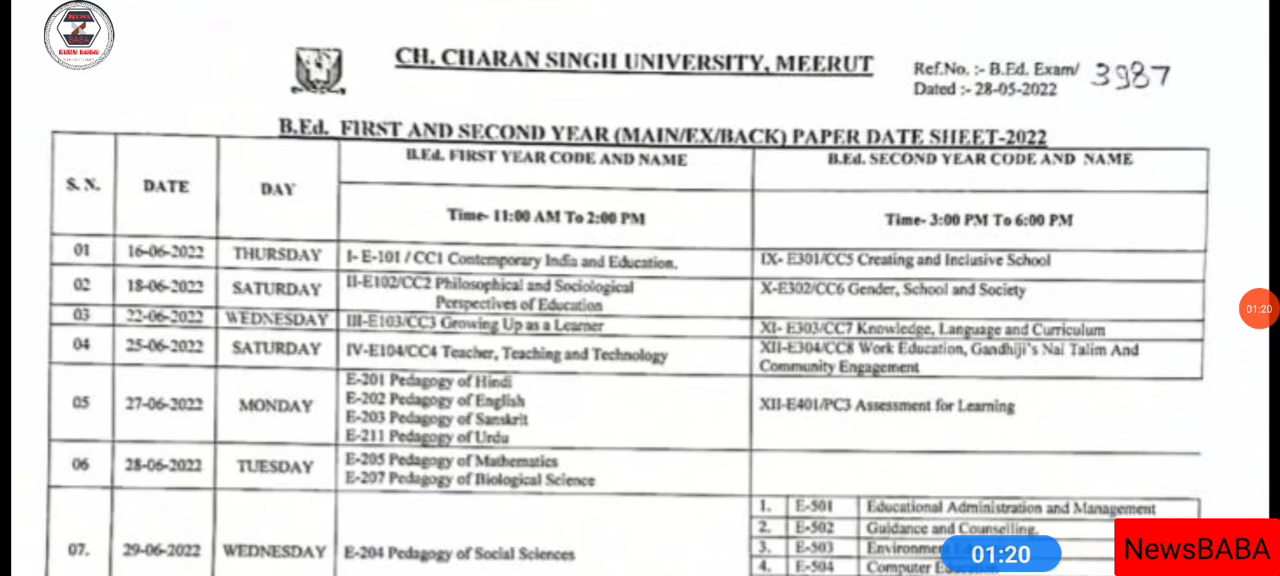 NEWS
BABA
CH. CHARAN SINGH UNIVERSITY, MEERUT
Ref.No. :- B.Ed. Exam/ 3987
Dated :- 28-05-2022
B.Ed. FIRST AND SECOND YEAR (MAIN/EX/BACK) PAPER DATE SHEET-2022
S. N. DATE DAY B.Ed. FIRST YEAR CODE AND NAME B.Ed. SECOND YEAR CODE AND NAME
Time- 11:00 AM To 2:00 PM Time- 3:00 PM To 6:00 PM
01 16-06-2022 THURSDAY I- E-101 / CC1 Contemporary India and Education. IX- E301/CC5 Creating and Inclusive School
02 18-06-2022 SATURDAY II-E102/CC2 Philosophical and Sociological X-E302/CC6 Gender, School and Society
Perspectives of Education
03 22-06-2022 WEDNESDAY III-E103/CC3 Growing Up as a Learner XI- E303/CC7 Knowledge, Language and Curriculum
04 25-06-2022 SATURDAY IV-E104/CC4 Teacher, Teaching and Technology XII-E304/CC8 Work Education, Gandhiji's Nai Talim And
Community Engagement
E-201 Pedagogy of Hindi
E-202 Pedagogy of English
05 27-06-2022 MONDAY XII-E401/PC3 Assessment for Learning
E-203 Pedagogy of Sanskrit
E-211 Pedagogy of Urdu
06 28-06-2022 TUESDAY E-205 Pedagogy of Mathematics
E-207 Pedagogy of Biological Science
1. E-501 Educational Administration and Management
2. E-502 Guidance and Counselling.
07. 29-06-2022 WEDNESDAY E-204 Pedagogy of Social Sciences 3. E-503
4. E-504 Computer
01:20
01:20
NewsBABA